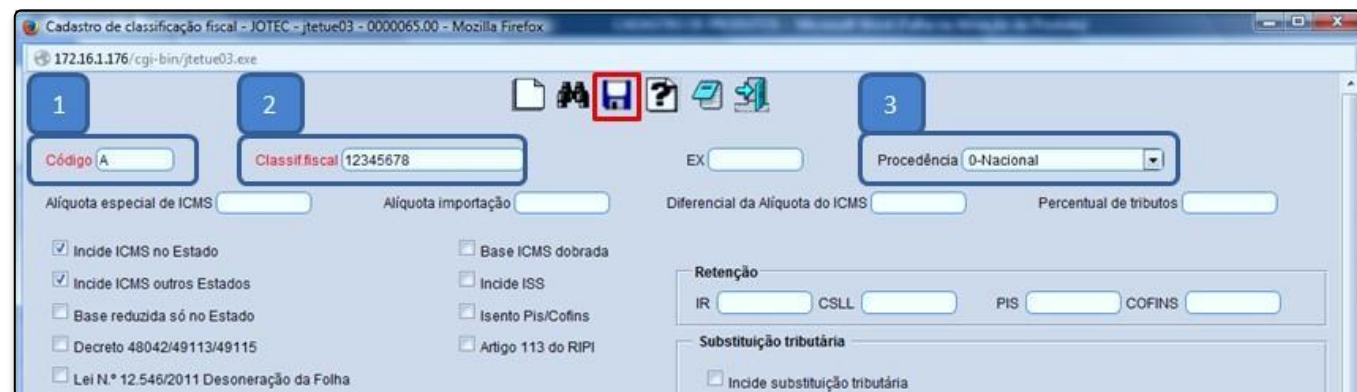 Cadastro de classificação fiscal - JOTEC - jtetue03 - 0000065.00 - Mozilla Firefox
172.16.1.176/cgi-bin/jtetue03.exe
1 2 3
Código A Classif.fiscal 12345678 EX Procedência 0-Nacional
Alíquota especial de ICMS Alíquota importação Diferencial da Alíquota do ICMS Percentual de tributos
Incide ICMS no Estado Base ICMS dobrada
Retenção
Incide ICMS outros Estados Incide ISS
IR CSLL PIS COFINS
Base reduzida só no Estado Isento Pis/Cofins
Decreto 48042/49113/49115 Artigo 113 do RIPI
Substituição tributária
Lei N.º 12.546/2011 Desoneração da Folha
Incide substituição tributária